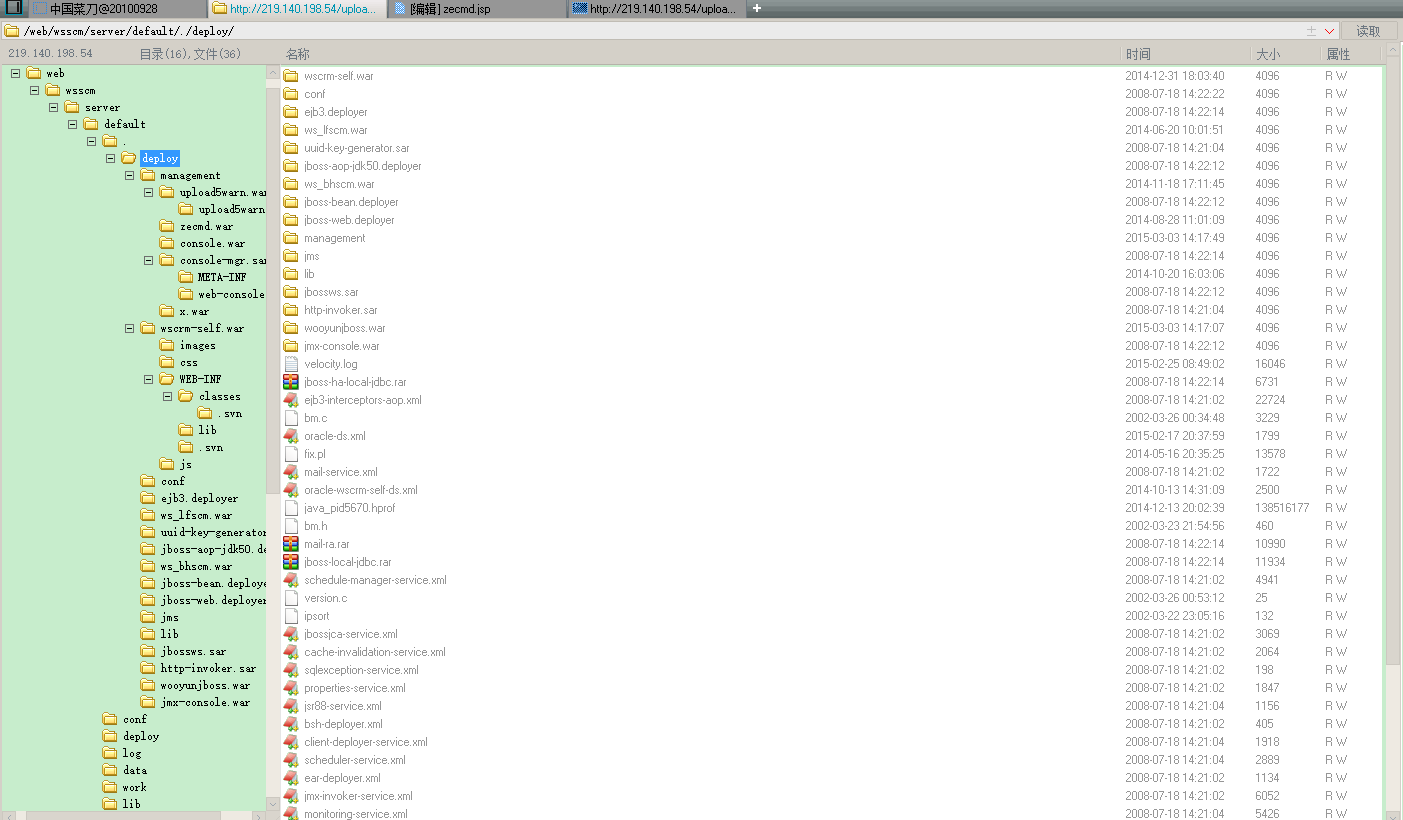 中国菜刀@20100928
http://219.140.198.54/uploa...
[编辑] zecmd.jsp
http://219.140.198.54/uploa...
/web/wsscm/server/default/./deploy/
读取
219.140.198.54 目录(16),文件(36)
名称 时间 大小 属性
web
wsscm
server
default
.
deploy
management
upload5warn.war
upload5warn
zecmd.war
console.war
console-mgr.sar
META-INF
web-console
x.war
wscrm-self.war
images
css
WEB-INF
classes
.svn
lib
.svn
js
conf
ejb3.deployer
ws_lfscm.war
uuid-key-generator
jboss-aop-jdk50.de
ws_bhscm.war
jboss-bean.deploye
jboss-web.deployer
jms
lib
jbossws.sar
http-invoker.sar
wooyunjboss.war
jmx-console.war
conf
deploy
log
data
work
lib
wscrm-self.war 2014-12-31 18:03:40 4096 R W
conf 2008-07-18 14:22:22 4096 R W
ejb3.deployer 2008-07-18 14:22:14 4096 R W
ws_lfscm.war 2014-06-20 10:01:51 4096 R W
uuid-key-generator.sar 2008-07-18 14:21:04 4096 R W
jboss-aop-jdk50.deployer 2008-07-18 14:22:12 4096 R W
ws_bhscm.war 2014-11-18 17:11:45 4096 R W
jboss-bean.deployer 2008-07-18 14:22:12 4096 R W
jboss-web.deployer 2014-08-28 11:01:09 4096 R W
management 2015-03-03 14:17:49 4096 R W
jms 2008-07-18 14:22:14 4096 R W
lib 2014-10-20 16:03:06 4096 R W
jbossws.sar 2008-07-18 14:22:12 4096 R W
http-invoker.sar 2008-07-18 14:21:04 4096 R W
wooyunjboss.war 2015-03-03 14:17:07 4096 R W
jmx-console.war 2008-07-18 14:22:12 4096 R W
velocity.log 2015-02-25 08:49:02 16046 R W
jboss-ha-local-jdbc.rar 2008-07-18 14:22:14 6731 R W
ejb3-interceptors-aop.xml 2008-07-18 14:21:02 22724 R W
bm.c 2002-03-26 00:34:48 3229 R W
oracle-ds.xml 2015-02-17 20:37:59 1799 R W
fix.pl 2014-05-16 20:35:25 13578 R W
mail-service.xml 2008-07-18 14:21:02 1722 R W
oracle-wscrm-self-ds.xml 2014-10-13 14:31:09 2500 R W
java_pid5670.hprof 2014-12-13 20:02:39 138516177 R W
bm.h 2002-03-23 21:54:56 460 R W
mail-ra.rar 2008-07-18 14:22:14 10990 R W
jboss-local-jdbc.rar 2008-07-18 14:22:14 11934 R W
schedule-manager-service.xml 2008-07-18 14:21:02 4941 R W
version.c 2002-03-26 00:53:12 25 R W
ipsort 2002-03-22 23:05:16 132 R W
jbossjca-service.xml 2008-07-18 14:21:02 3069 R W
cache-invalidation-service.xml 2008-07-18 14:21:02 2064 R W
sqlexception-service.xml 2008-07-18 14:21:02 198 R W
properties-service.xml 2008-07-18 14:21:02 1847 R W
jsr88-service.xml 2008-07-18 14:21:04 1156 R W
bsh-deployer.xml 2008-07-18 14:21:02 405 R W
client-deployer-service.xml 2008-07-18 14:21:04 1918 R W
scheduler-service.xml 2008-07-18 14:21:04 2889 R W
ear-deployer.xml 2008-07-18 14:21:02 1134 R W
jmx-invoker-service.xml 2008-07-18 14:21:02 6052 R W
monitoring-service.xml 2008-07-18 14:21:04 5426 R W